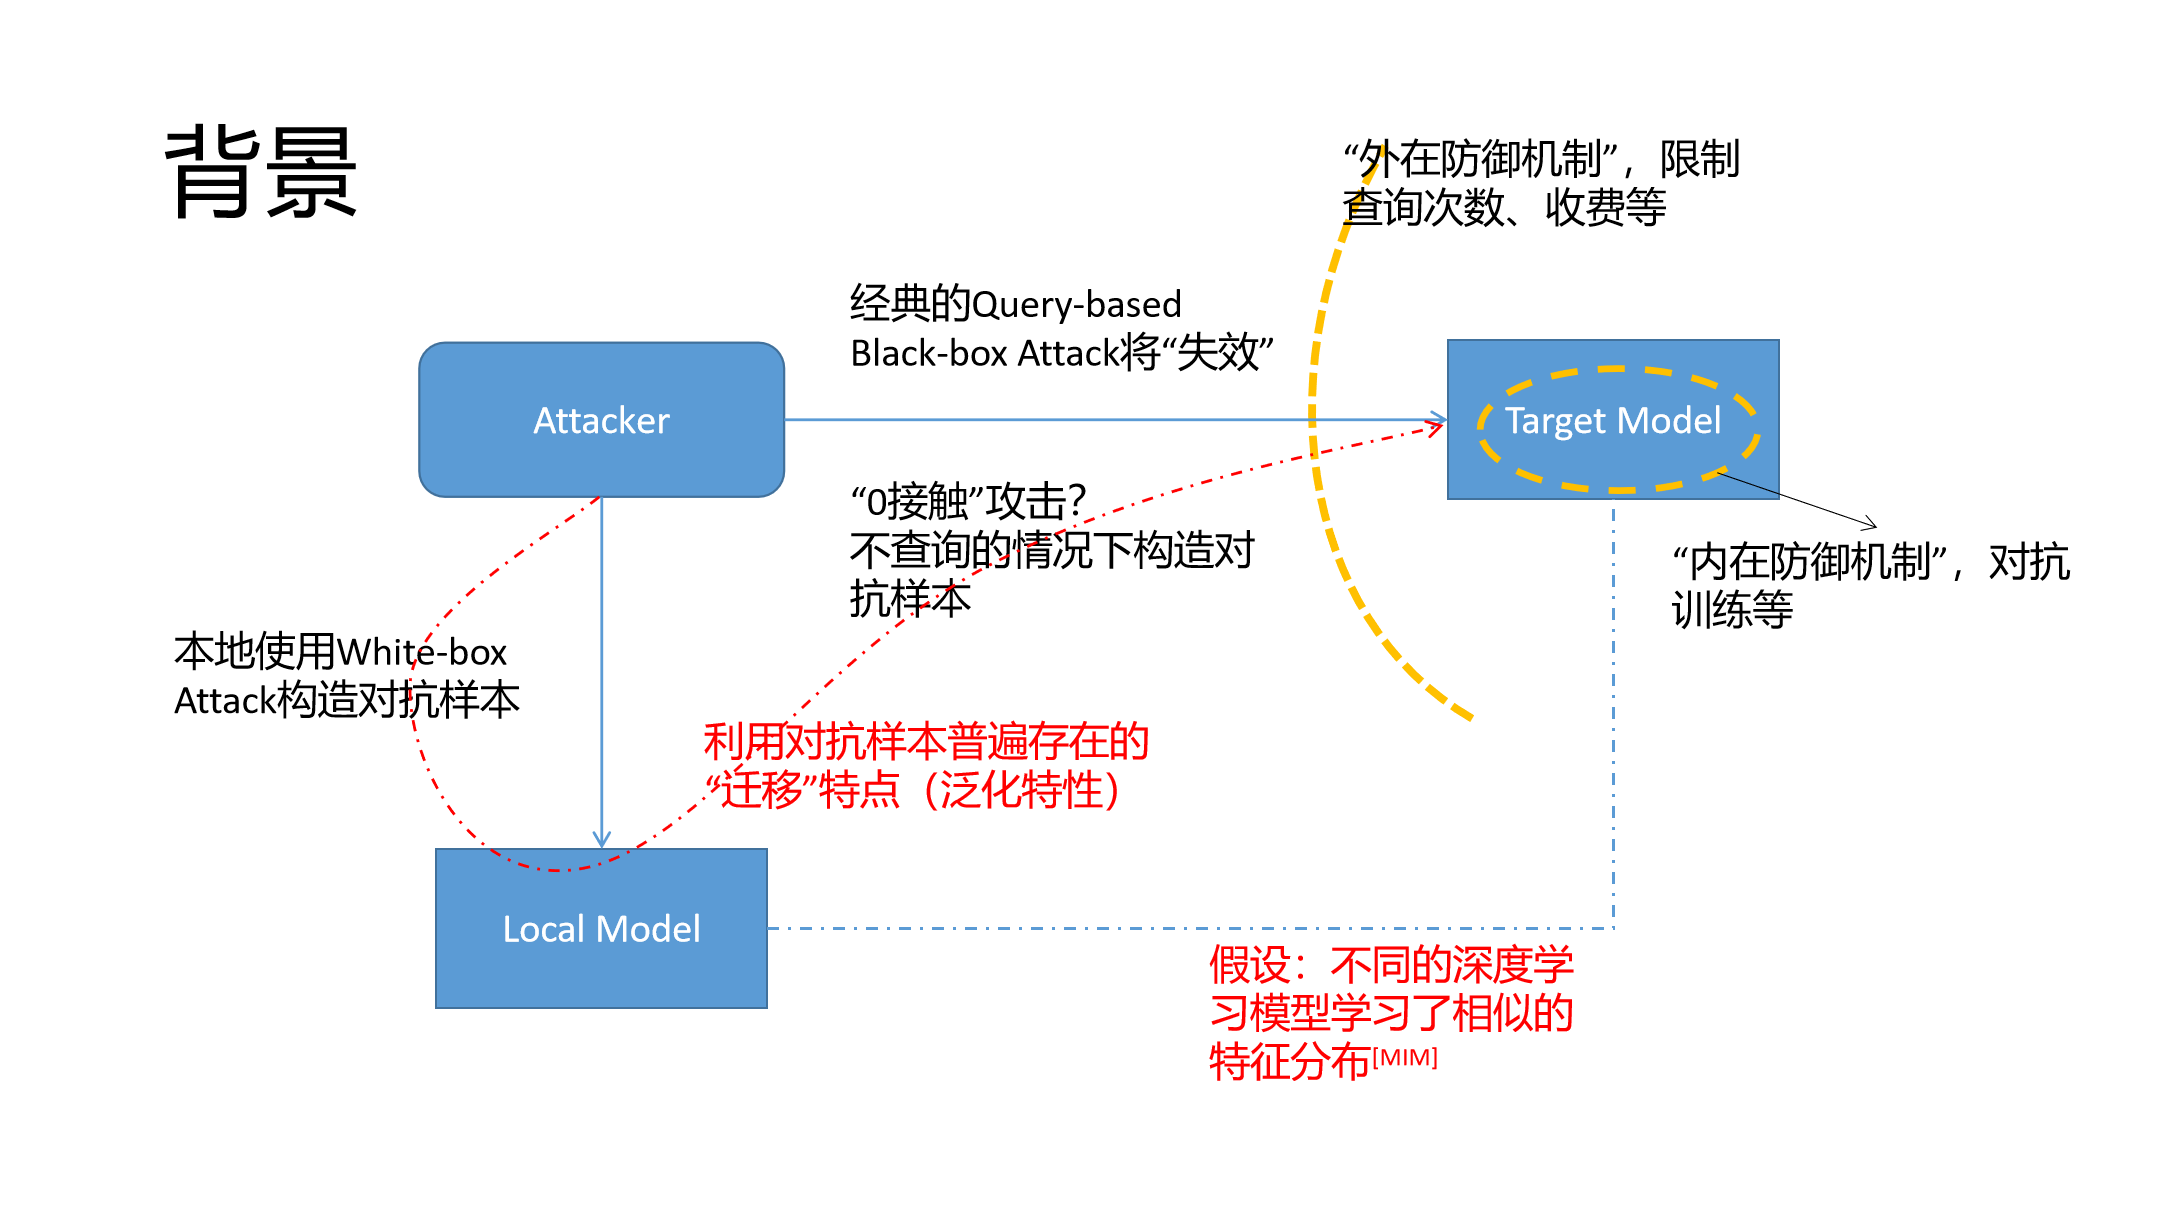 背景
“外在防御机制”，限制
查询次数、收费等
经典的Query-based
Black-box Attack将“失效”
Attacker
Target Model
“0接触”攻击？
不查询的情况下构造对
抗样本
“内在防御机制”，对抗
训练等
本地使用White-box
Attack构造对抗样本
利用对抗样本普遍存在的
“迁移”特点（泛化特性）
Local Model
假设：不同的深度学
习模型学习了相似的
特征分布[MIM]